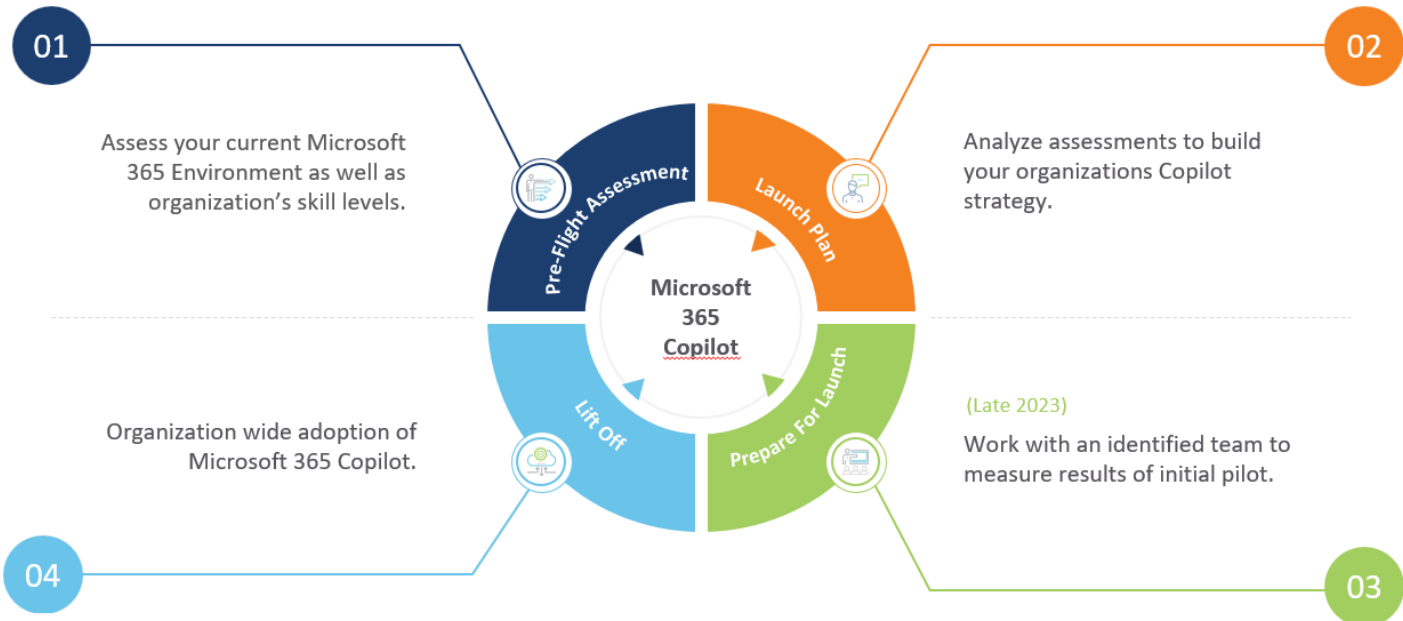 01
Assess your current Microsoft
365 Environment as well as
organization's skill levels.
Pre-Flight Assessment
02
Analyze assessments to build
your organizations Copilot
strategy.
Launch Plan
Microsoft
365
Copilot
(Late 2023)
Work with an identified team to
measure results of initial pilot.
Prepare For Launch
03
Organization wide adoption of
Microsoft 365 Copilot.
Lift Off
04